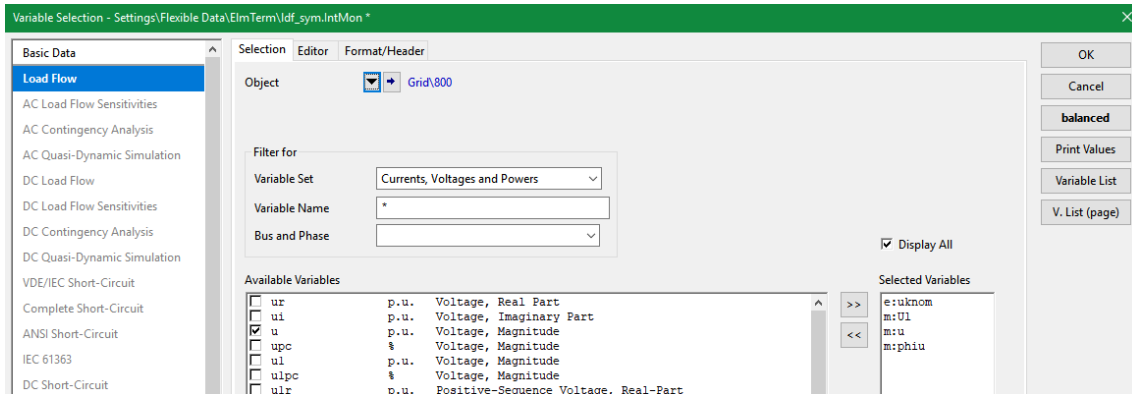 Variable Selection - Settings\Flexible Data\ElmTerm\ldf_sym.IntMon *
Basic Data
Load Flow
AC Load Flow Sensitivities
AC Contingency Analysis
AC Quasi-Dynamic Simulation
DC Load Flow
DC Load Flow Sensitivities
DC Contingency Analysis
DC Quasi-Dynamic Simulation
VDE/IEC Short-Circuit
Complete Short-Circuit
ANSI Short-Circuit
IEC 61363
DC Short-Circuit
Selection Editor Format/Header
Object Grid\800
Filter for
Variable Set Currents, Voltages and Powers
Variable Name *
Bus and Phase
Display All
Available Variables
ur p.u. Voltage, Real Part
ui p.u. Voltage, Imaginary Part
u p.u. Voltage, Magnitude
upc % Voltage, Magnitude
ul p.u. Voltage, Magnitude
ulpc % Voltage, Magnitude
ulr p.u. Positive-Sequence Voltage, Real-Part
>>
<<
Selected Variables
e:uknom
m:Ul
m:u
m:phiu
OK
Cancel
balanced
Print Values
Variable List
V. List (page)